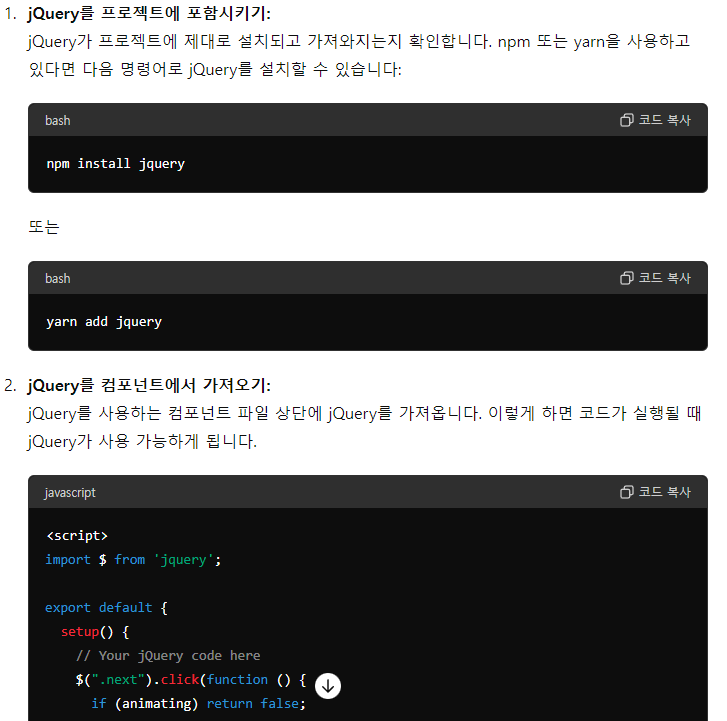 1. jQuery를 프로젝트에 포함시키기:
jQuery가 프로젝트에 제대로 설치되고 가져와지는지 확인합니다. npm 또는 yarn을 사용하고
있다면 다음 명령어로 jQuery를 설치할 수 있습니다:
bash 코드 복사
npm install jquery
또는
bash 코드 복사
yarn add jquery
2. jQuery를 컴포넌트에서 가져오기:
jQuery를 사용하는 컴포넌트 파일 상단에 jQuery를 가져옵니다. 이렇게 하면 코드가 실행될 때
jQuery가 사용 가능하게 됩니다.
javascript 코드 복사
<script>
import $ from 'jquery';
export default {
setup() {
// Your jQuery code here
$(".next").click(function () {
if (animating) return false;